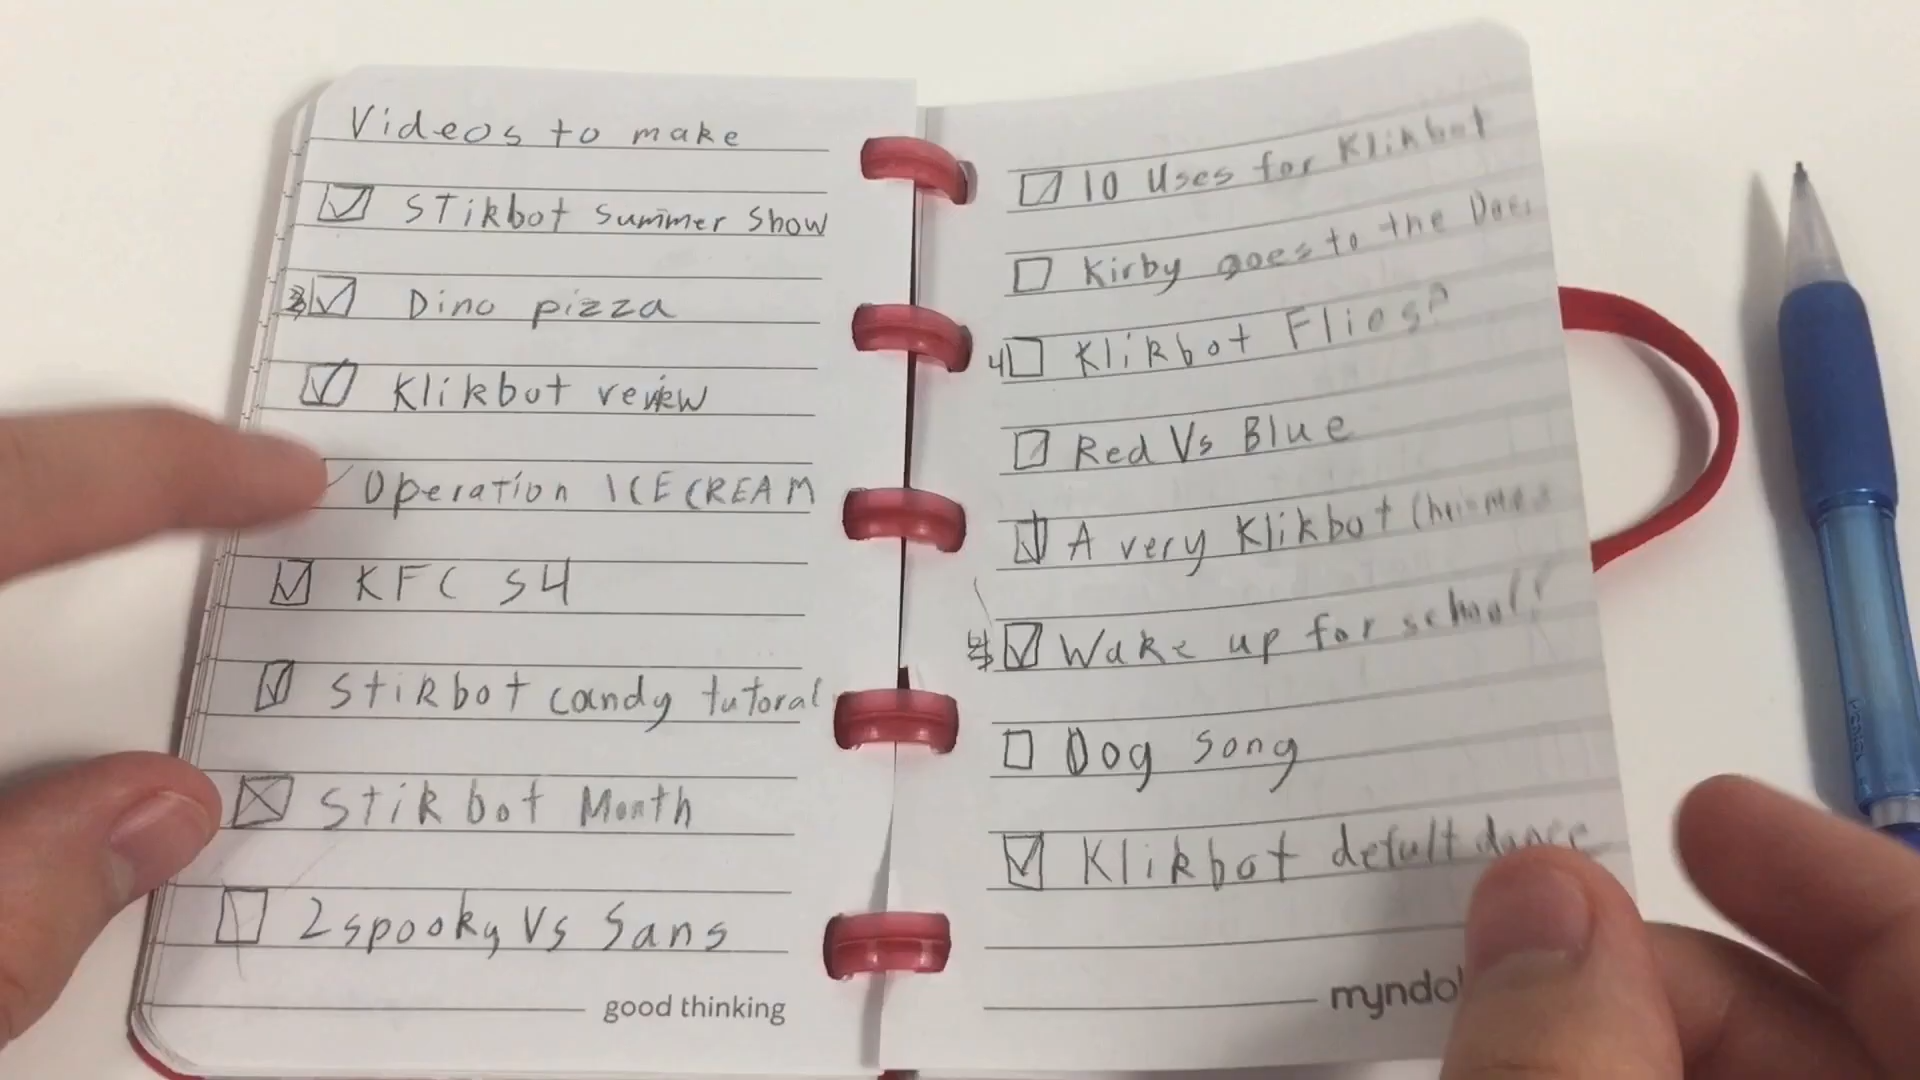 Videos to make
STikbot Summer Show
Dino pizza
Klikbot review
Operation ICECREAM
KFC S4
Stikbot candy tutoral
Stikbot Month
2spooky Vs Sans
good thinking
10 Uses for Klikbot
Kirby goes to the
4 Klikbot Flies?
Red Vs Blue
A very Klikbot
Wake up for school!
Dog song
Klikbot defult dance